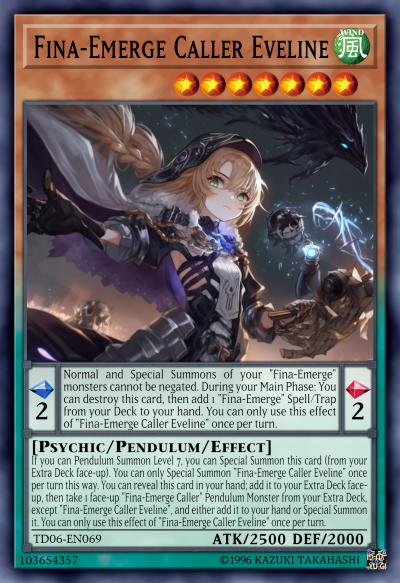 Fina-Emerge Caller Eveline
WIND
風
Normal and Special Summons of your "Fina-Emerge"
monsters cannot be negated. During your Main Phase: You
can destroy this card, then add 1 "Fina-Emerge" Spell/Trap
from your Deck to your hand. You can only use this effect
of "Fina-Emerge Caller Eveline" once per turn.
2
2
[Psychic/Pendulum/Effect]
If you can Pendulum Summon Level 7, you can Special Summon this card (from your
Extra Deck face-up). You can only Special Summon "Fina-Emerge Caller Eveline" once
per turn this way. You can reveal this card in your hand; add it to your Extra Deck face-
up, then take 1 face-up "Fina-Emerge Caller" Pendulum Monster from your Extra Deck,
except "Fina-Emerge Caller Eveline", and either add it to your hand or Special Summon
it. You can only use this effect of "Fina-Emerge Caller Eveline" once per turn.
TD06-EN069
ATK/2500 DEF/2000
103654357
©1996 KAZUKI TAKAHASHI